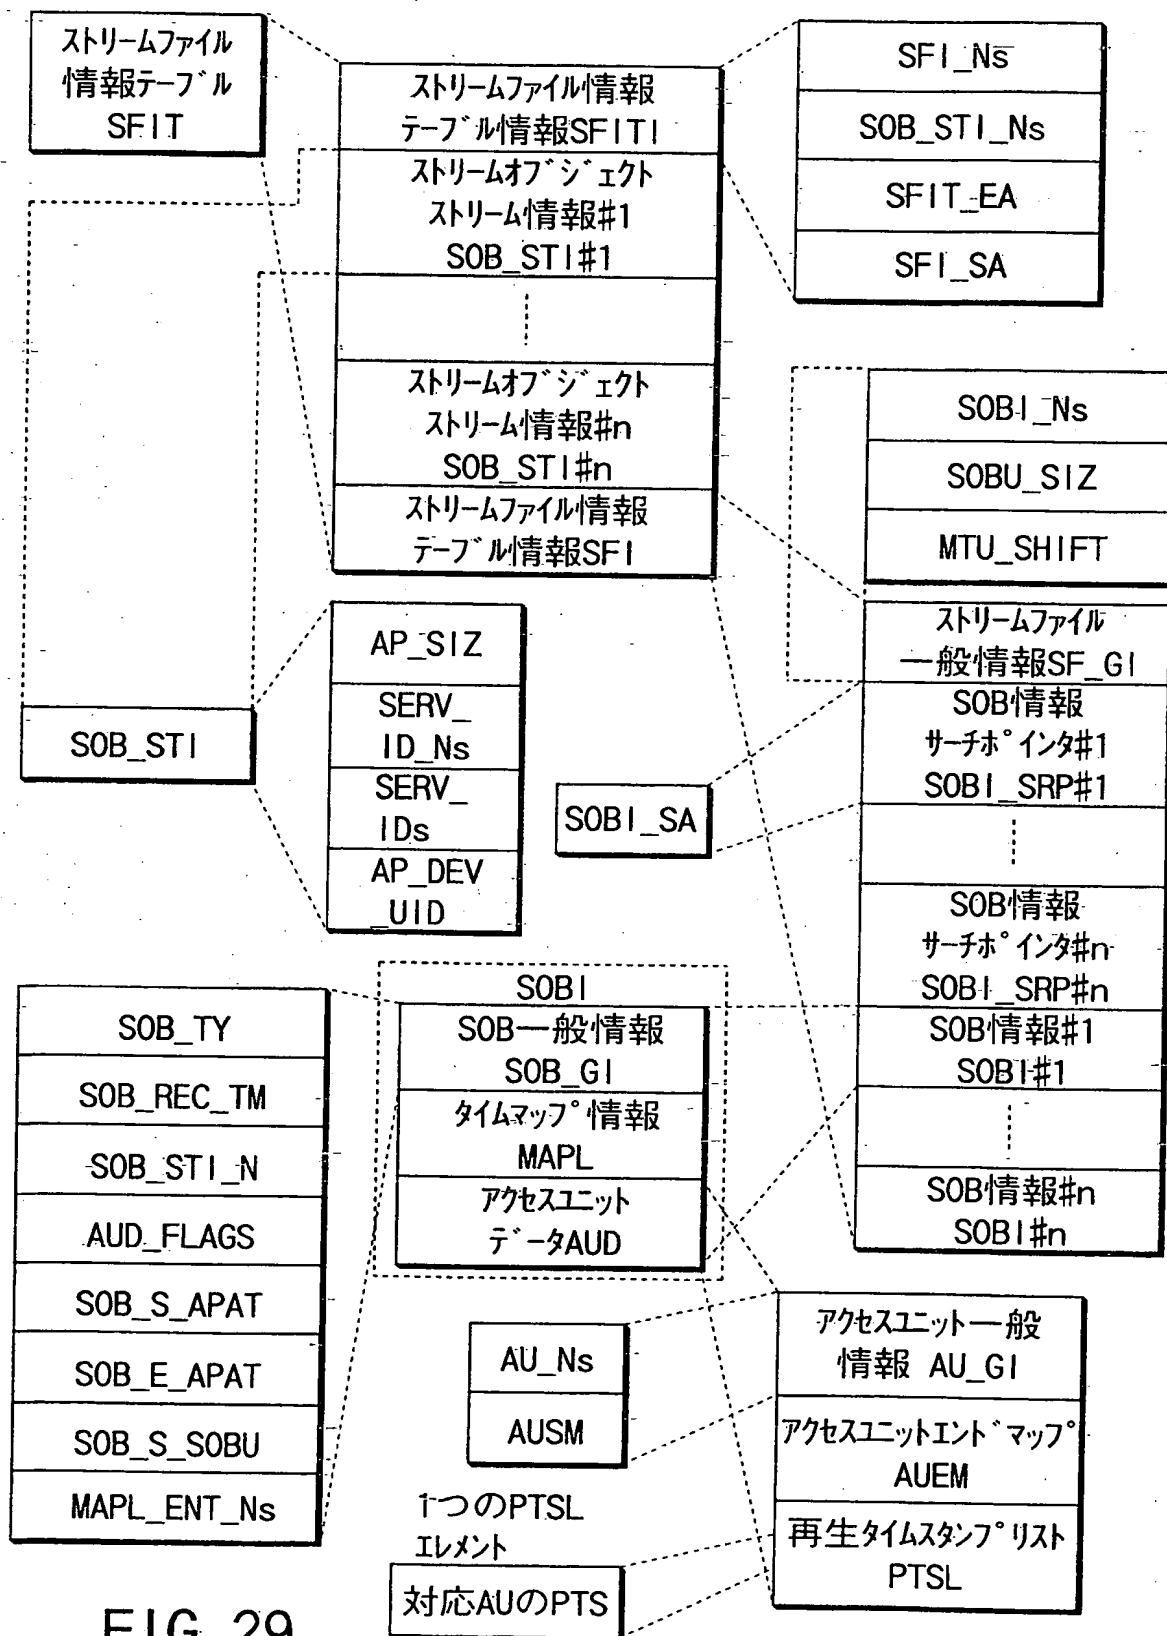 ストリームファイル
情報テーブル
SFIT
ストリームファイル情報
テーブル情報SFITI
ストリームオブジェクト
ストリーム情報#1
SOB_STI#1
ストリームオブジェクト
ストリーム情報#n
SOB_STI#n
ストリームファイル情報
テーブル情報SFI
SFI_Ns
SOB_STI_Ns
SFIT_EA
SFI_SA
SOBI_Ns
SOBU_SIZ
MTU_SHIFT
ストリームファイル
一般情報SF_GI
SOB情報
サーチポインタ#1
SOBI_SRP#1
SOB情報
サーチポインタ#n
SOBI_SRP#n
SOB情報#1
SOBI#1
SOB情報#n
SOBI#n
SOB_STI
AP_SIZ
SERV_
ID_Ns
SERV_
IDs
AP_DEV
_UID
SOBI_SA
SOB_TY
SOB_REC_TM
SOB_STI_N
AUD_FLAGS
SOB_S_APAT
SOB_E_APAT
SOB_S_SOBU
MAPL_ENT_Ns
SOBI
SOB一般情報
SOB_GI
タイムマップ情報
MAPL
アクセスユニット
データAUD
AU_Ns
AUSM
アクセスユニット一般
情報 AU_GI
アクセスユニットエンドマップ
AUEM
再生タイムスタンプリスト
PTSL
1つのPTSL
エレメント
対応AUのPTS
FIG. 29